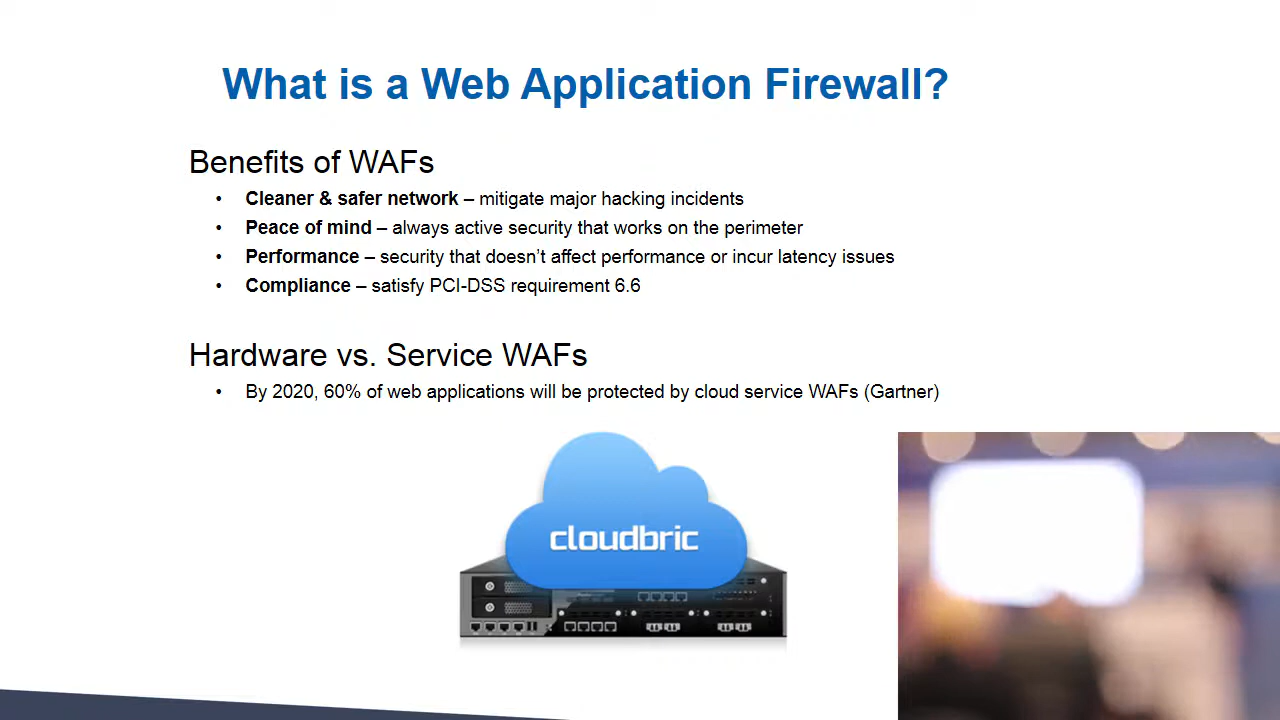 What is a Web Application Firewall?
Benefits of WAFs
• Cleaner & safer network – mitigate major hacking incidents
• Peace of mind – always active security that works on the perimeter
• Performance – security that doesn’t affect performance or incur latency issues
• Compliance – satisfy PCI-DSS requirement 6.6
Hardware vs. Service WAFs
• By 2020, 60% of web applications will be protected by cloud service WAFs (Gartner)
cloudbric